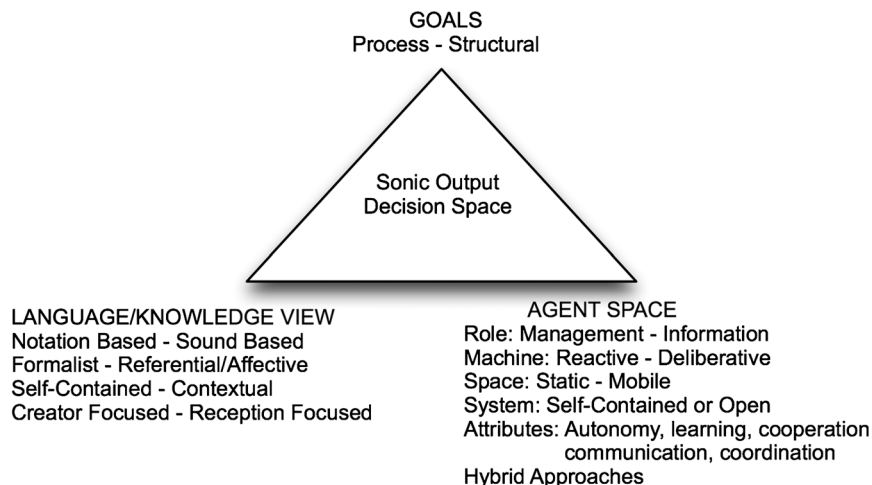 GOALS
Process - Structural
Sonic Output
Decision Space
LANGUAGE/KNOWLEDGE VIEW
Notation Based - Sound Based
Formalist - Referential/Affective
Self-Contained - Contextual
Creator Focused - Reception Focused
AGENT SPACE
Role: Management - Information
Machine: Reactive - Deliberative
Space: Static - Mobile
System: Self-Contained or Open
Attributes: Autonomy, learning, cooperation
communication, coordination
Hybrid Approaches